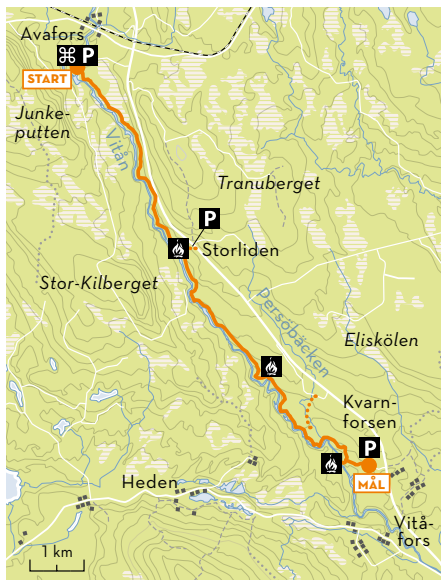 Avafors
⌘ P
START
Junke-
putten
Vitån
Tranuberget
P
Storliden
Stor-Kilberget
Persöbäcken
Eliskölen
Kvarn-
forsen
P
MÅL
Heden
Vitå-
fors
1 km